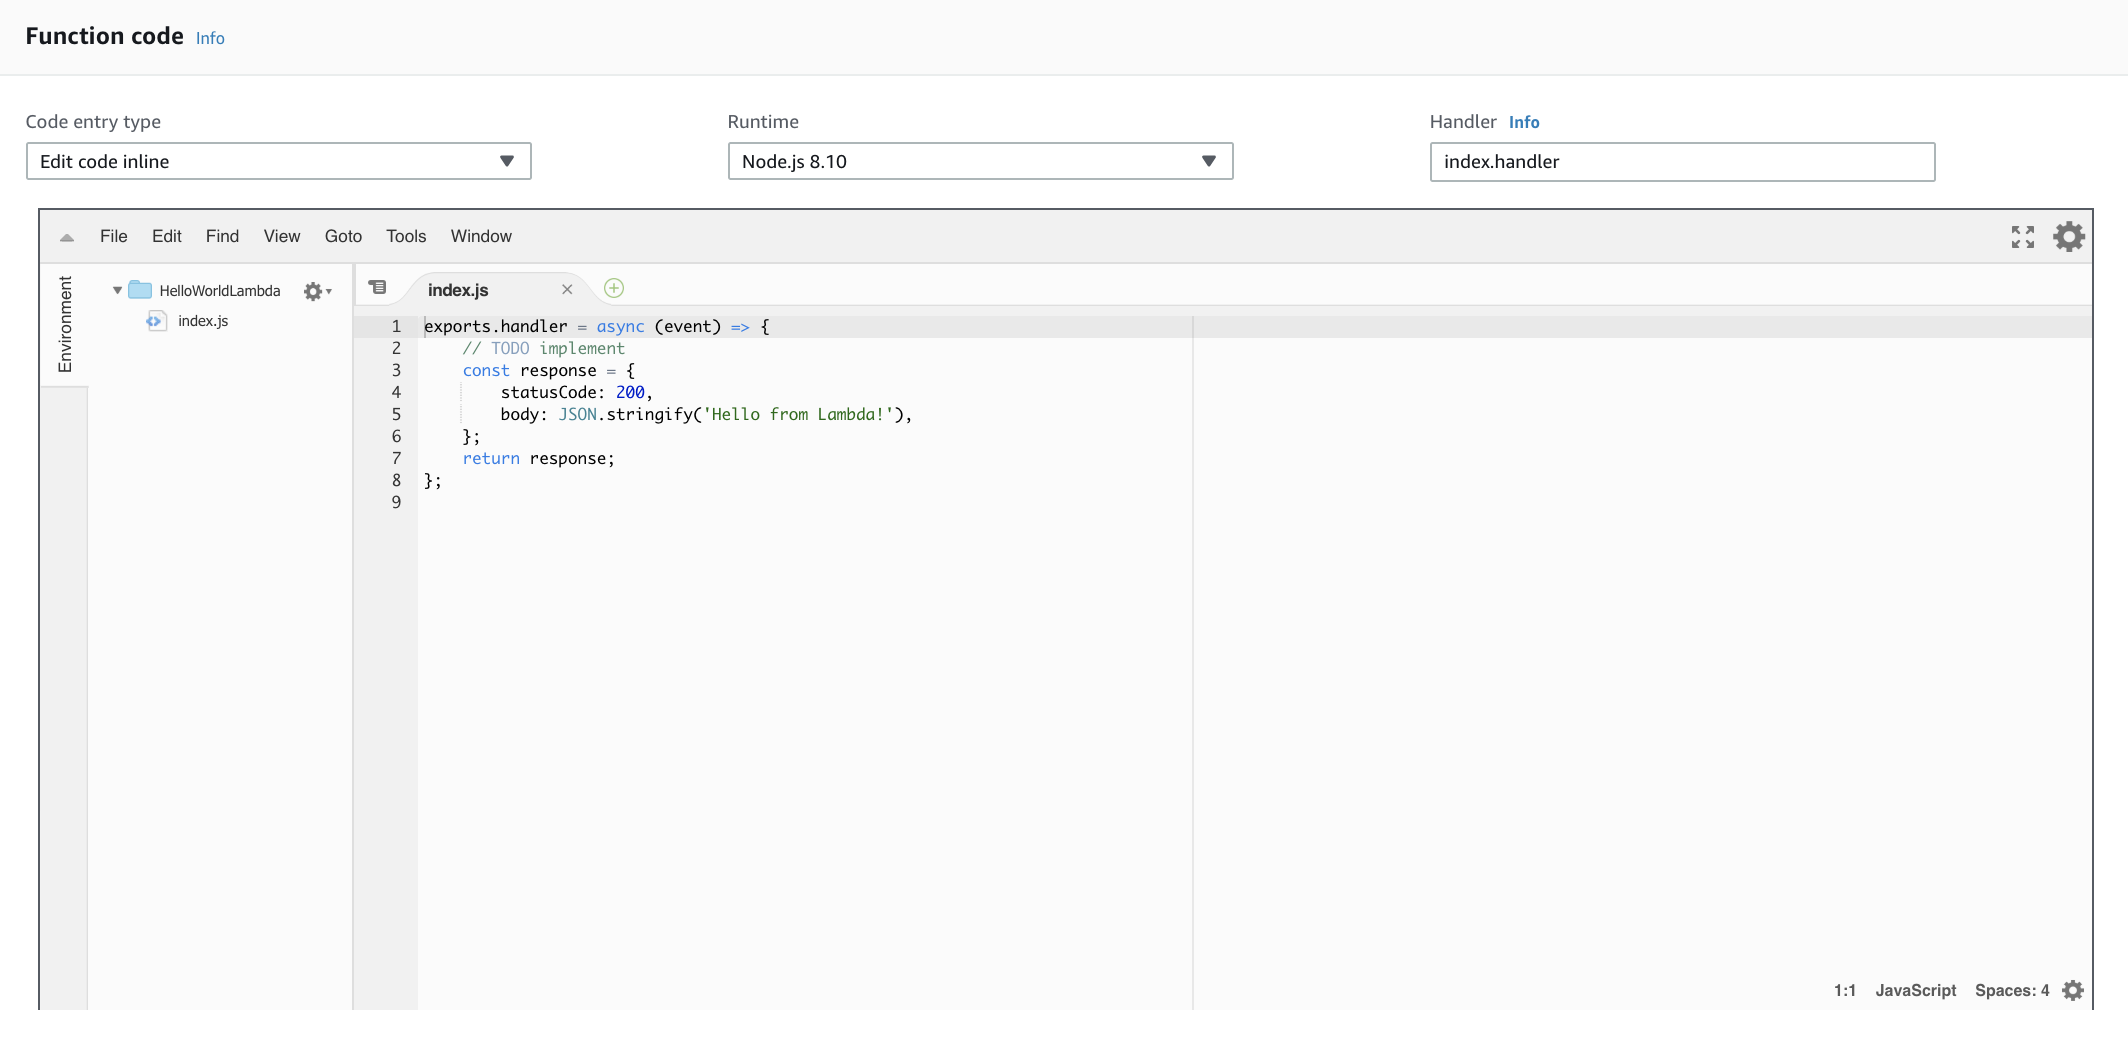 Function code Info
Code entry type
Edit code inline
Runtime
Node.js 8.10
Handler Info
index.handler
File Edit Find View Goto Tools Window
Environment
HelloWorldLambda
index.js
index.js
1 exports.handler = async (event) => {
2     // TODO implement
3     const response = {
4         statusCode: 200,
5         body: JSON.stringify('Hello from Lambda!'),
6     };
7     return response;
8 };
9
1:1 JavaScript Spaces: 4